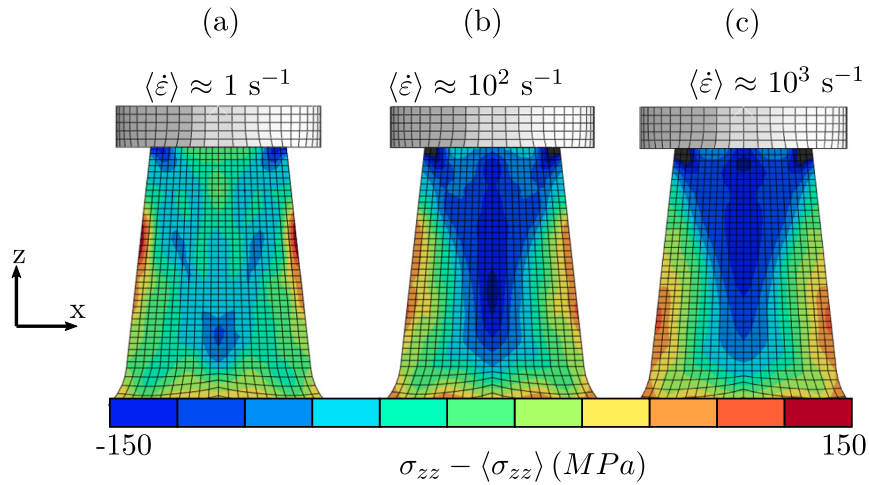 (a) (b) (c)
⟨ε̇⟩ ≈ 1 s⁻¹ ⟨ε̇⟩ ≈ 10² s⁻¹ ⟨ε̇⟩ ≈ 10³ s⁻¹
z
x
-150 150
σzz − ⟨σzz⟩ (MPa)